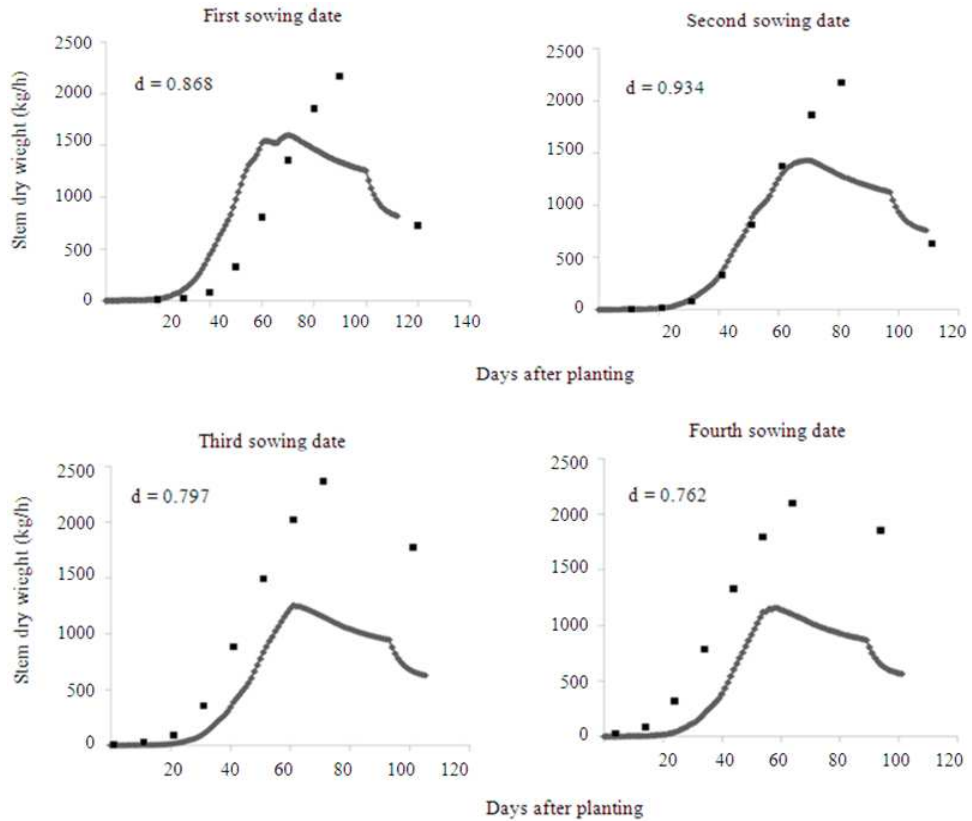 First sowing date
Stem dry wieght (kg/h)
2500
2000
1500
1000
500
0
d = 0.868
20 40 60 80 100 120 140
Second sowing date
2500
2000
1500
1000
500
0
d = 0.934
20 40 60 80 100 120
Days after planting
Third sowing date
Stem dry wieght (kg/h)
2500
2000
1500
1000
500
0
d = 0.797
20 40 60 80 100 120
Fourth sowing date
2500
2000
1500
1000
500
0
d = 0.762
20 40 60 80 100 120
Days after planting